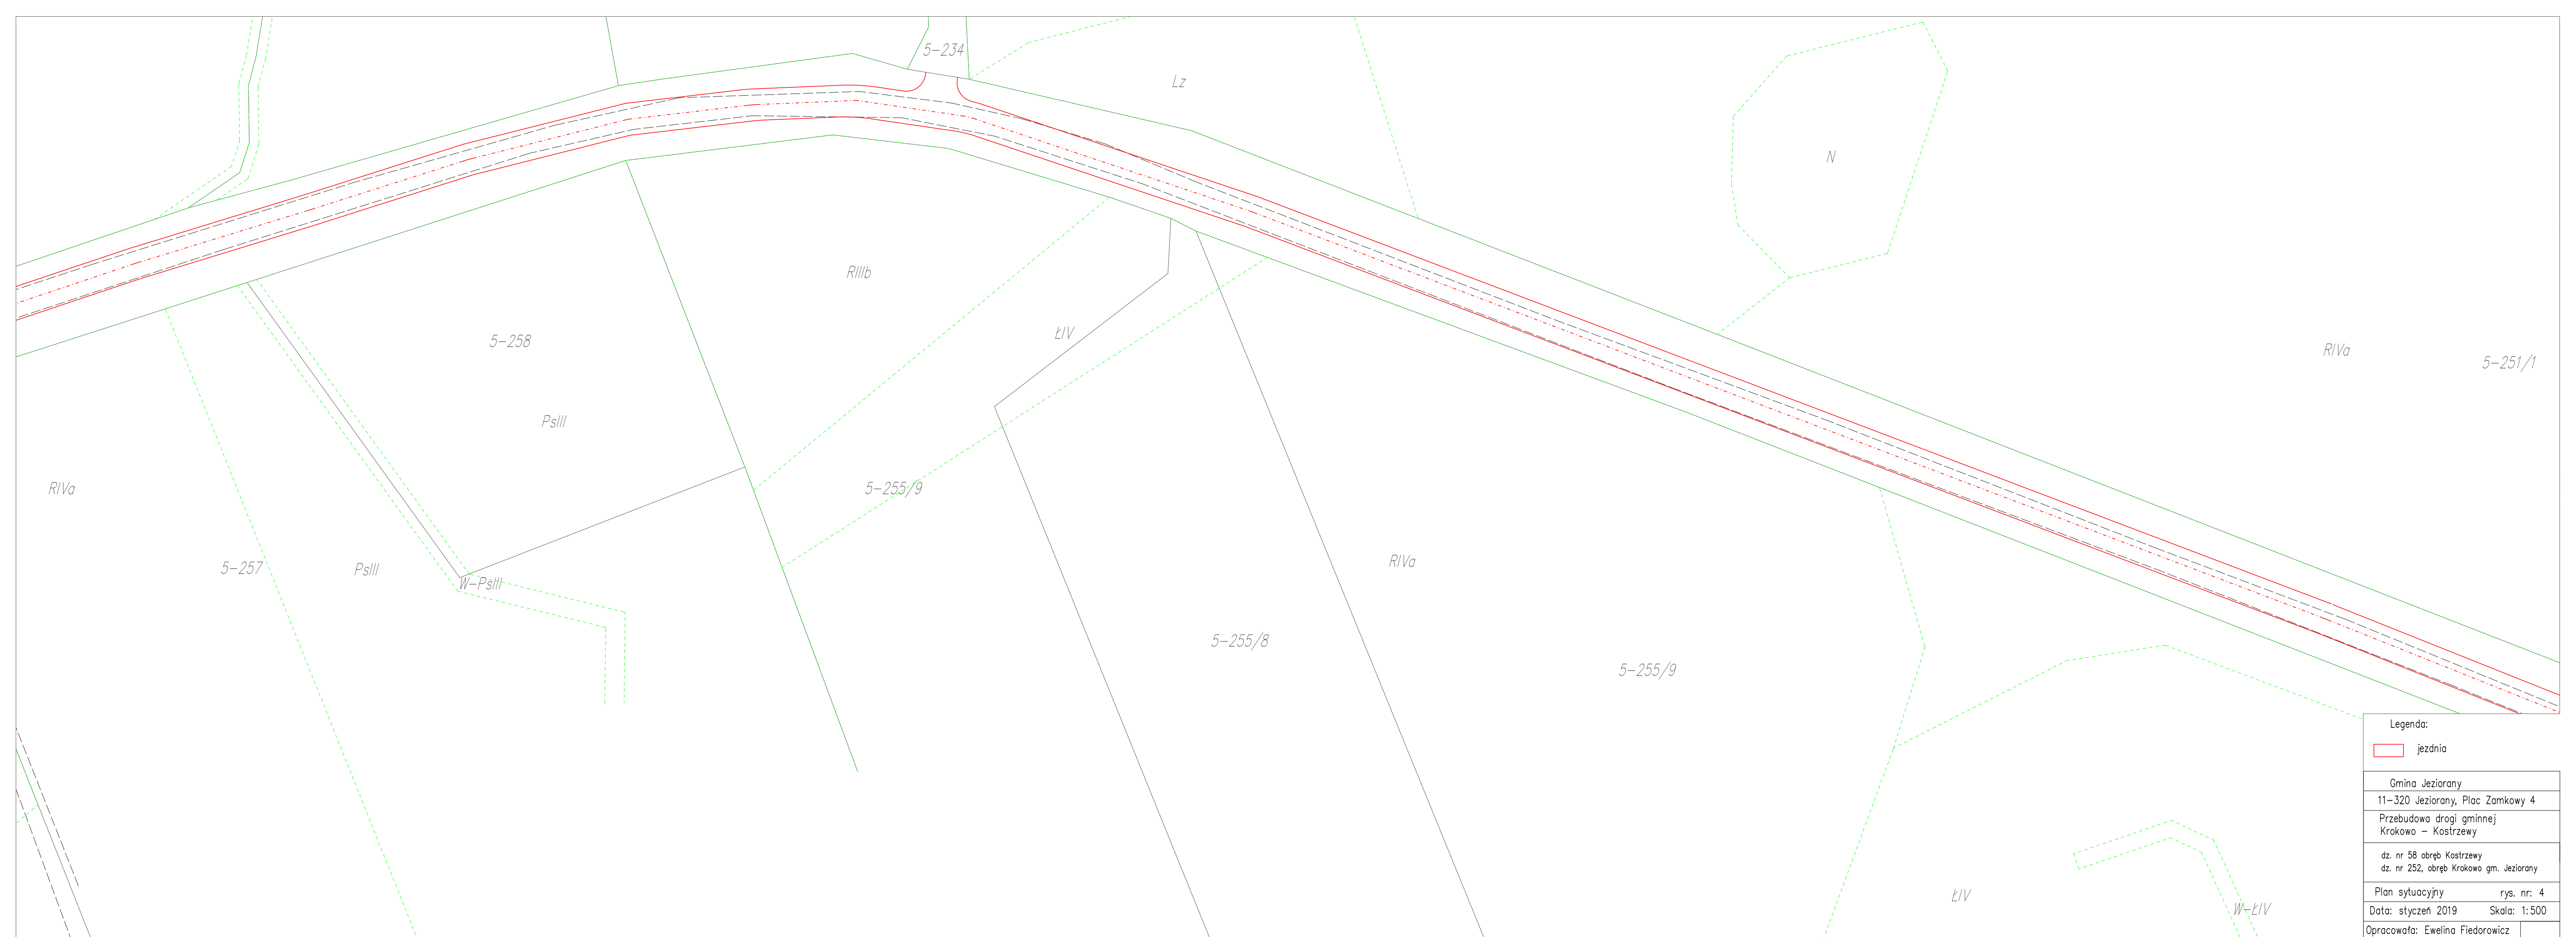 5-234
Lz
N
RIIIb
ŁIV
5-258
RIVa
5-251/1
PsIII
RIVa
5-255/9
5-257
PsIII
W-PsIII
RIVa
5-255/8
5-255/9
ŁIV
W-ŁIV
Legenda:
jezdnia
Gmina Jeziorany
11-320 Jeziorany, Plac Zamkowy 4
Przebudowa drogi gminnej
Krokowo - Kostrzewy
dz. nr 58 obręb Kostrzewy
dz. nr 252, obręb Krokowo gm. Jeziorany
Plan sytuacyjny rys. nr: 4
Data: styczeń 2019 Skala: 1:500
Opracowała: Ewelina Fiedorowicz